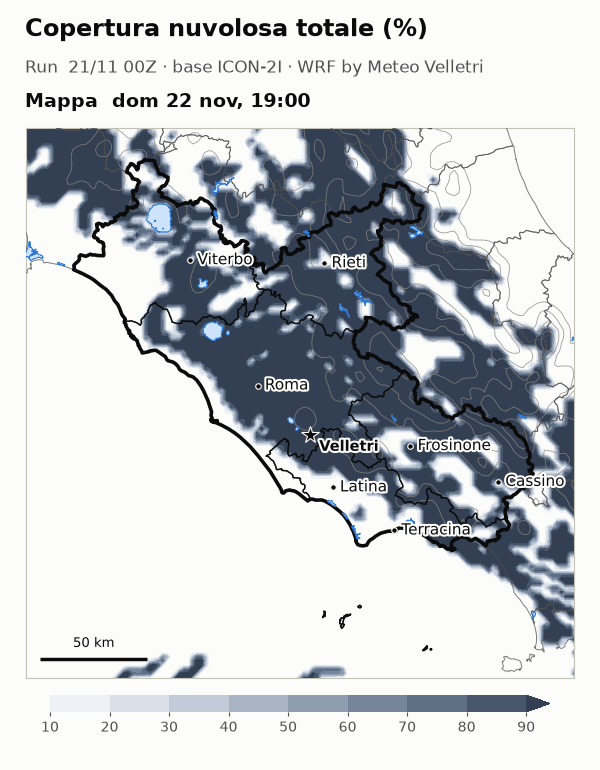 Copertura nuvolosa totale (%)
Run  21/11 00Z · base ICON-2I · WRF by Meteo Velletri
Mappa  dom 22 nov, 19:00
Viterbo
Rieti
Roma
Velletri
Frosinone
Latina
Cassino
Terracina
50 km
10 20 30 40 50 60 70 80 90